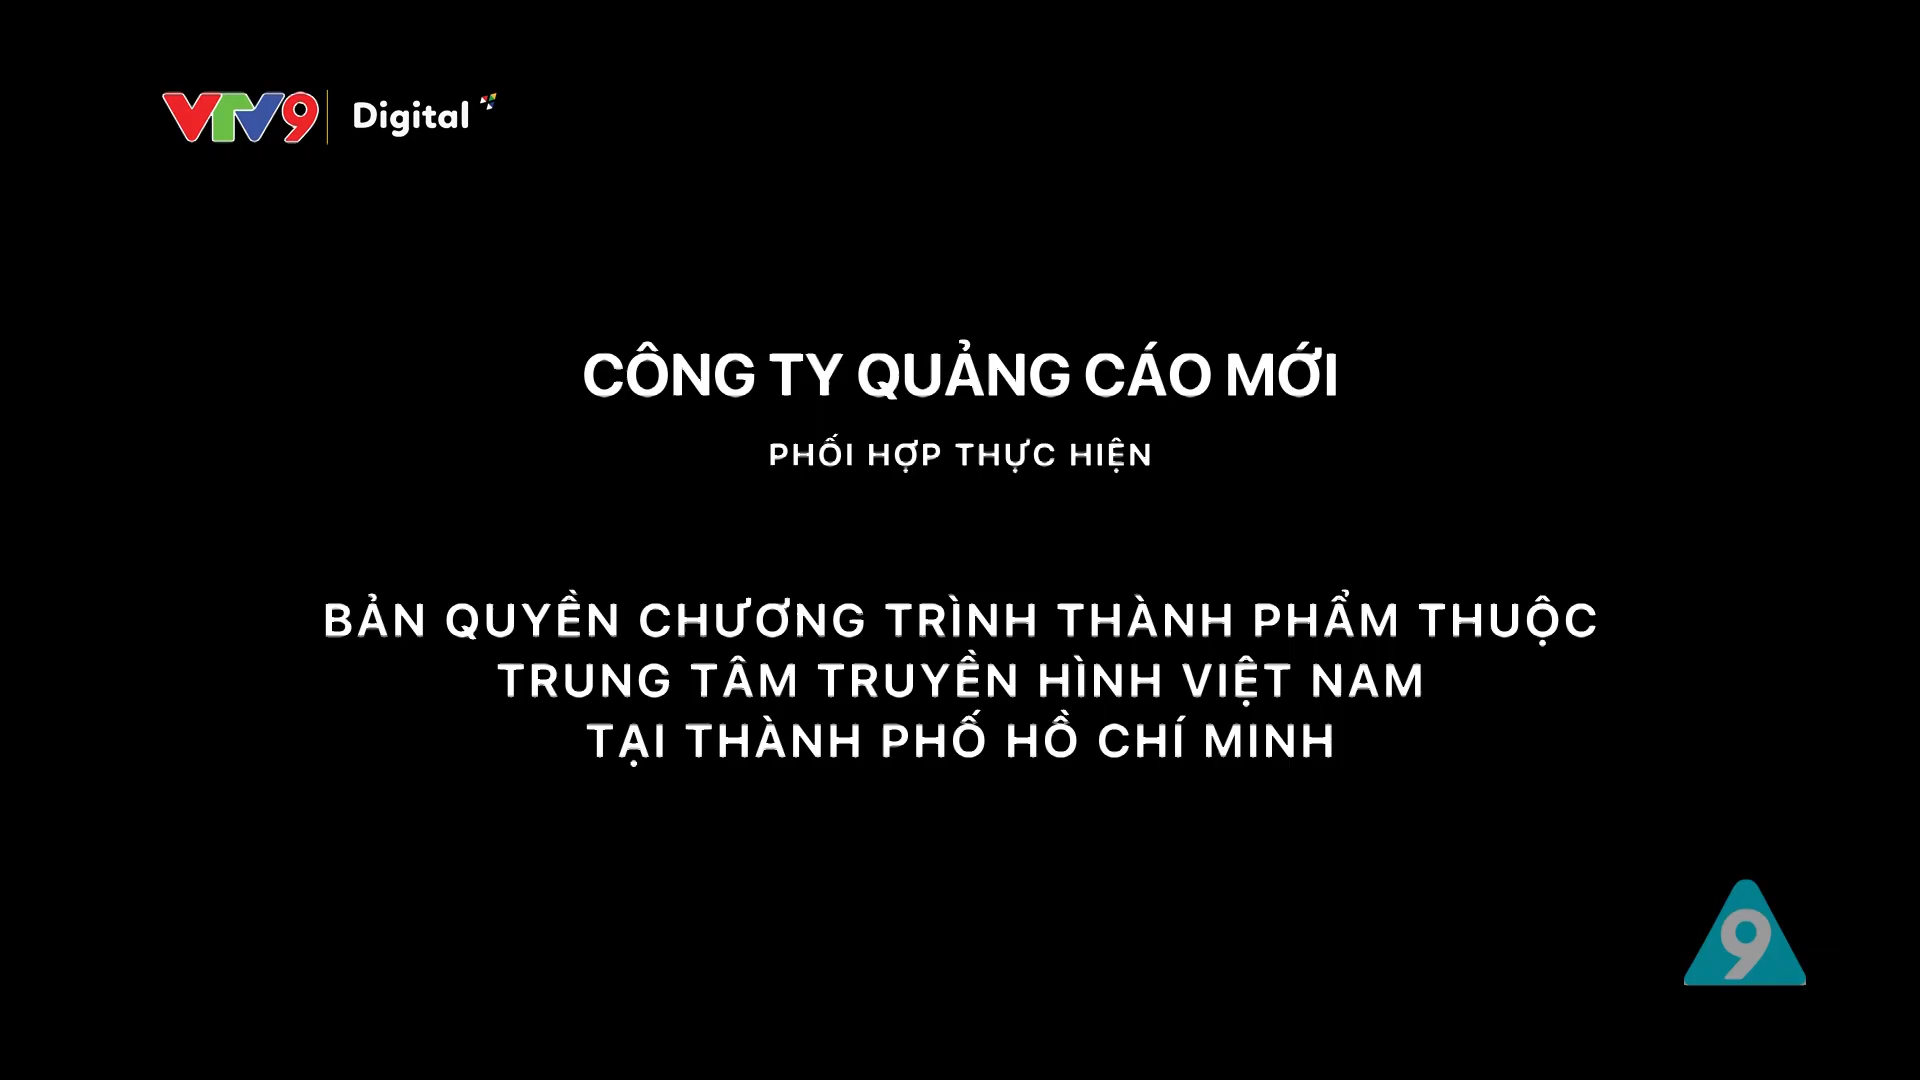 VTV9 Digital
CÔNG TY QUẢNG CÁO MỚI
PHỐI HỢP THỰC HIỆN
BẢN QUYỀN CHƯƠNG TRÌNH THÀNH PHẨM THUỘC
TRUNG TÂM TRUYỀN HÌNH VIỆT NAM
TẠI THÀNH PHỐ HỒ CHÍ MINH
9